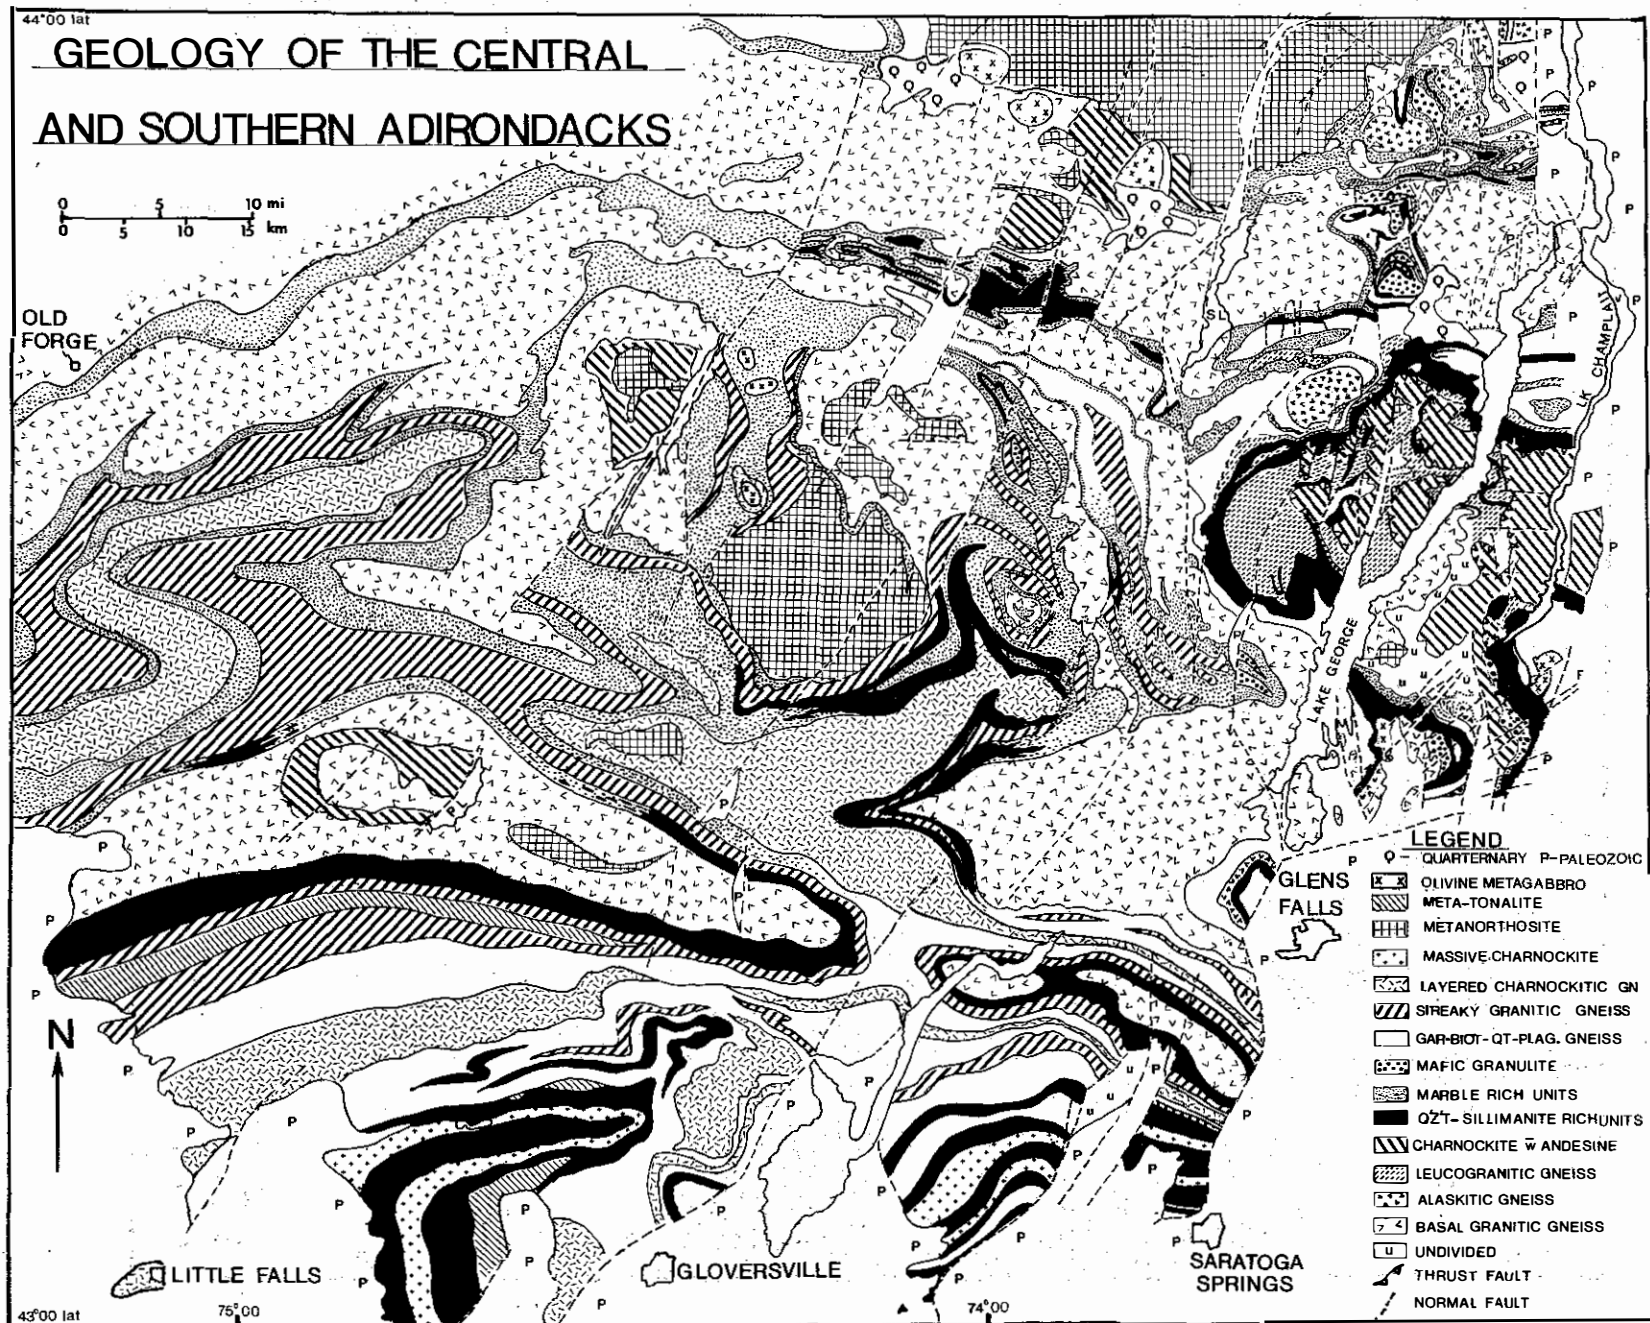 44°00 lat
GEOLOGY OF THE CENTRAL
AND SOUTHERN ADIRONDACKS
0 5 10 mi
0 5 10 15 km
OLD
FORGE
SL
LK CHAMPLAIN
LAKE GEORGE
M
GLENS
FALLS
N
LITTLE FALLS
GLOVERSVILLE
SARATOGA
SPRINGS
43°00 lat
75°00
74°00
LEGEND
Q - QUARTERNARY P-PALEOZOIC
x x OLIVINE METAGABBRO
META-TONALITE
METANORTHOSITE
MASSIVE CHARNOCKITE
LAYERED CHARNOCKITIC GN
STREAKY GRANITIC GNEISS
GAR-BIOT-QT-PLAG. GNEISS
MAFIC GRANULITE
MARBLE RICH UNITS
QZT-SILLIMANITE RICH UNITS
CHARNOCKITE w̄ ANDESINE
LEUCOGRANITIC GNEISS
ALASKITIC GNEISS
BASAL GRANITIC GNEISS
u UNDIVIDED
THRUST FAULT
NORMAL FAULT